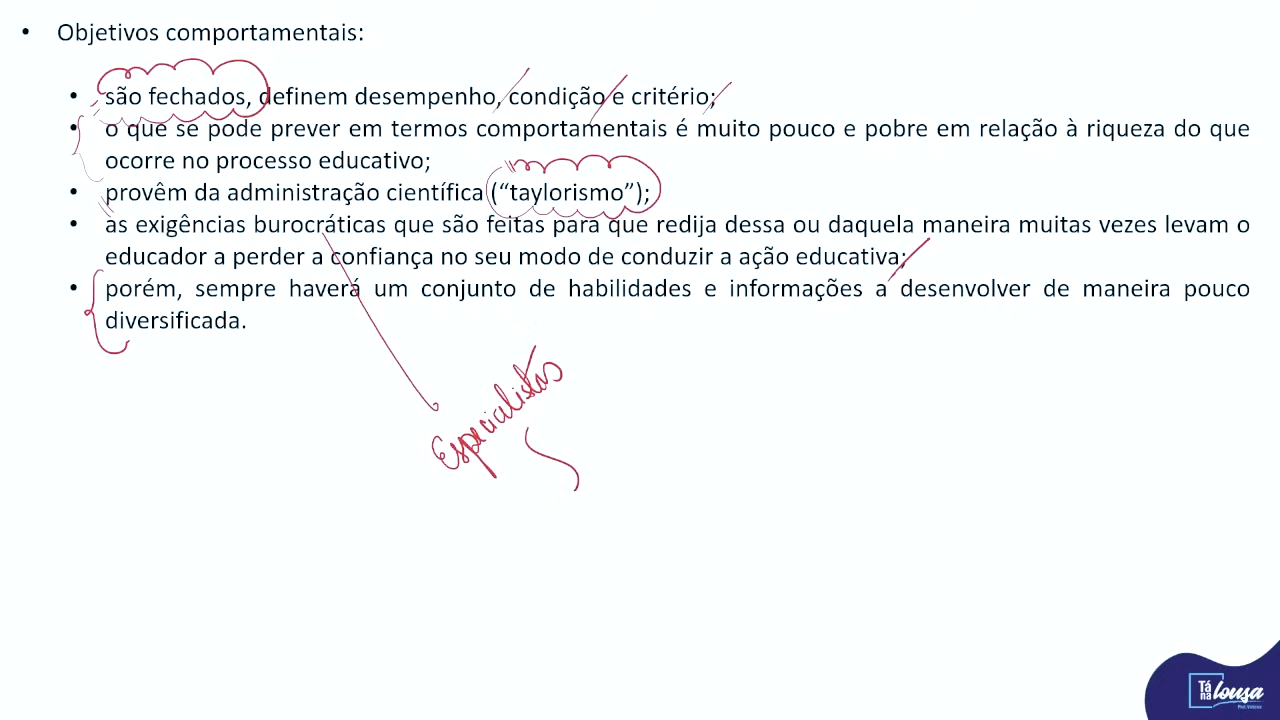 • Objetivos comportamentais:
• são fechados, definem desempenho, condição e critério;
• o que se pode prever em termos comportamentais é muito pouco e pobre em relação à riqueza do que
ocorre no processo educativo;
• provêm da administração científica (“taylorismo”);
• as exigências burocráticas que são feitas para que redija dessa ou daquela maneira muitas vezes levam o
educador a perder a confiança no seu modo de conduzir a ação educativa;
• porém, sempre haverá um conjunto de habilidades e informações a desenvolver de maneira pouco
diversificada.
Especialistas
Tá
na lousa